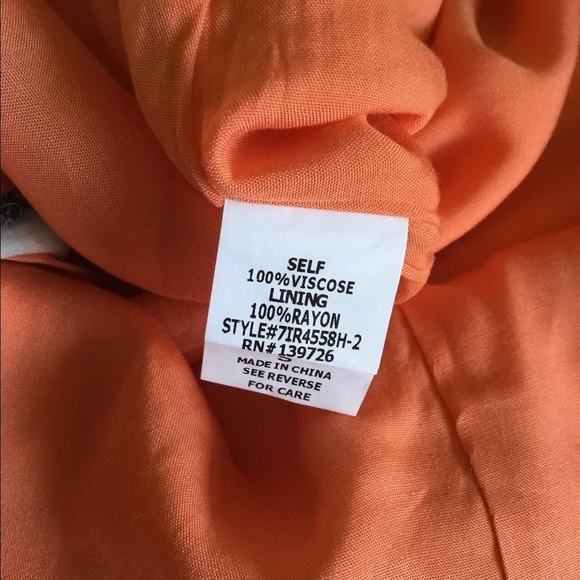 SELF
100%VISCOSE
LINING
100%RAYON
STYLE#7IR4558H-2
RN#139726
S
MADE IN CHINA
SEE REVERSE
FOR CARE